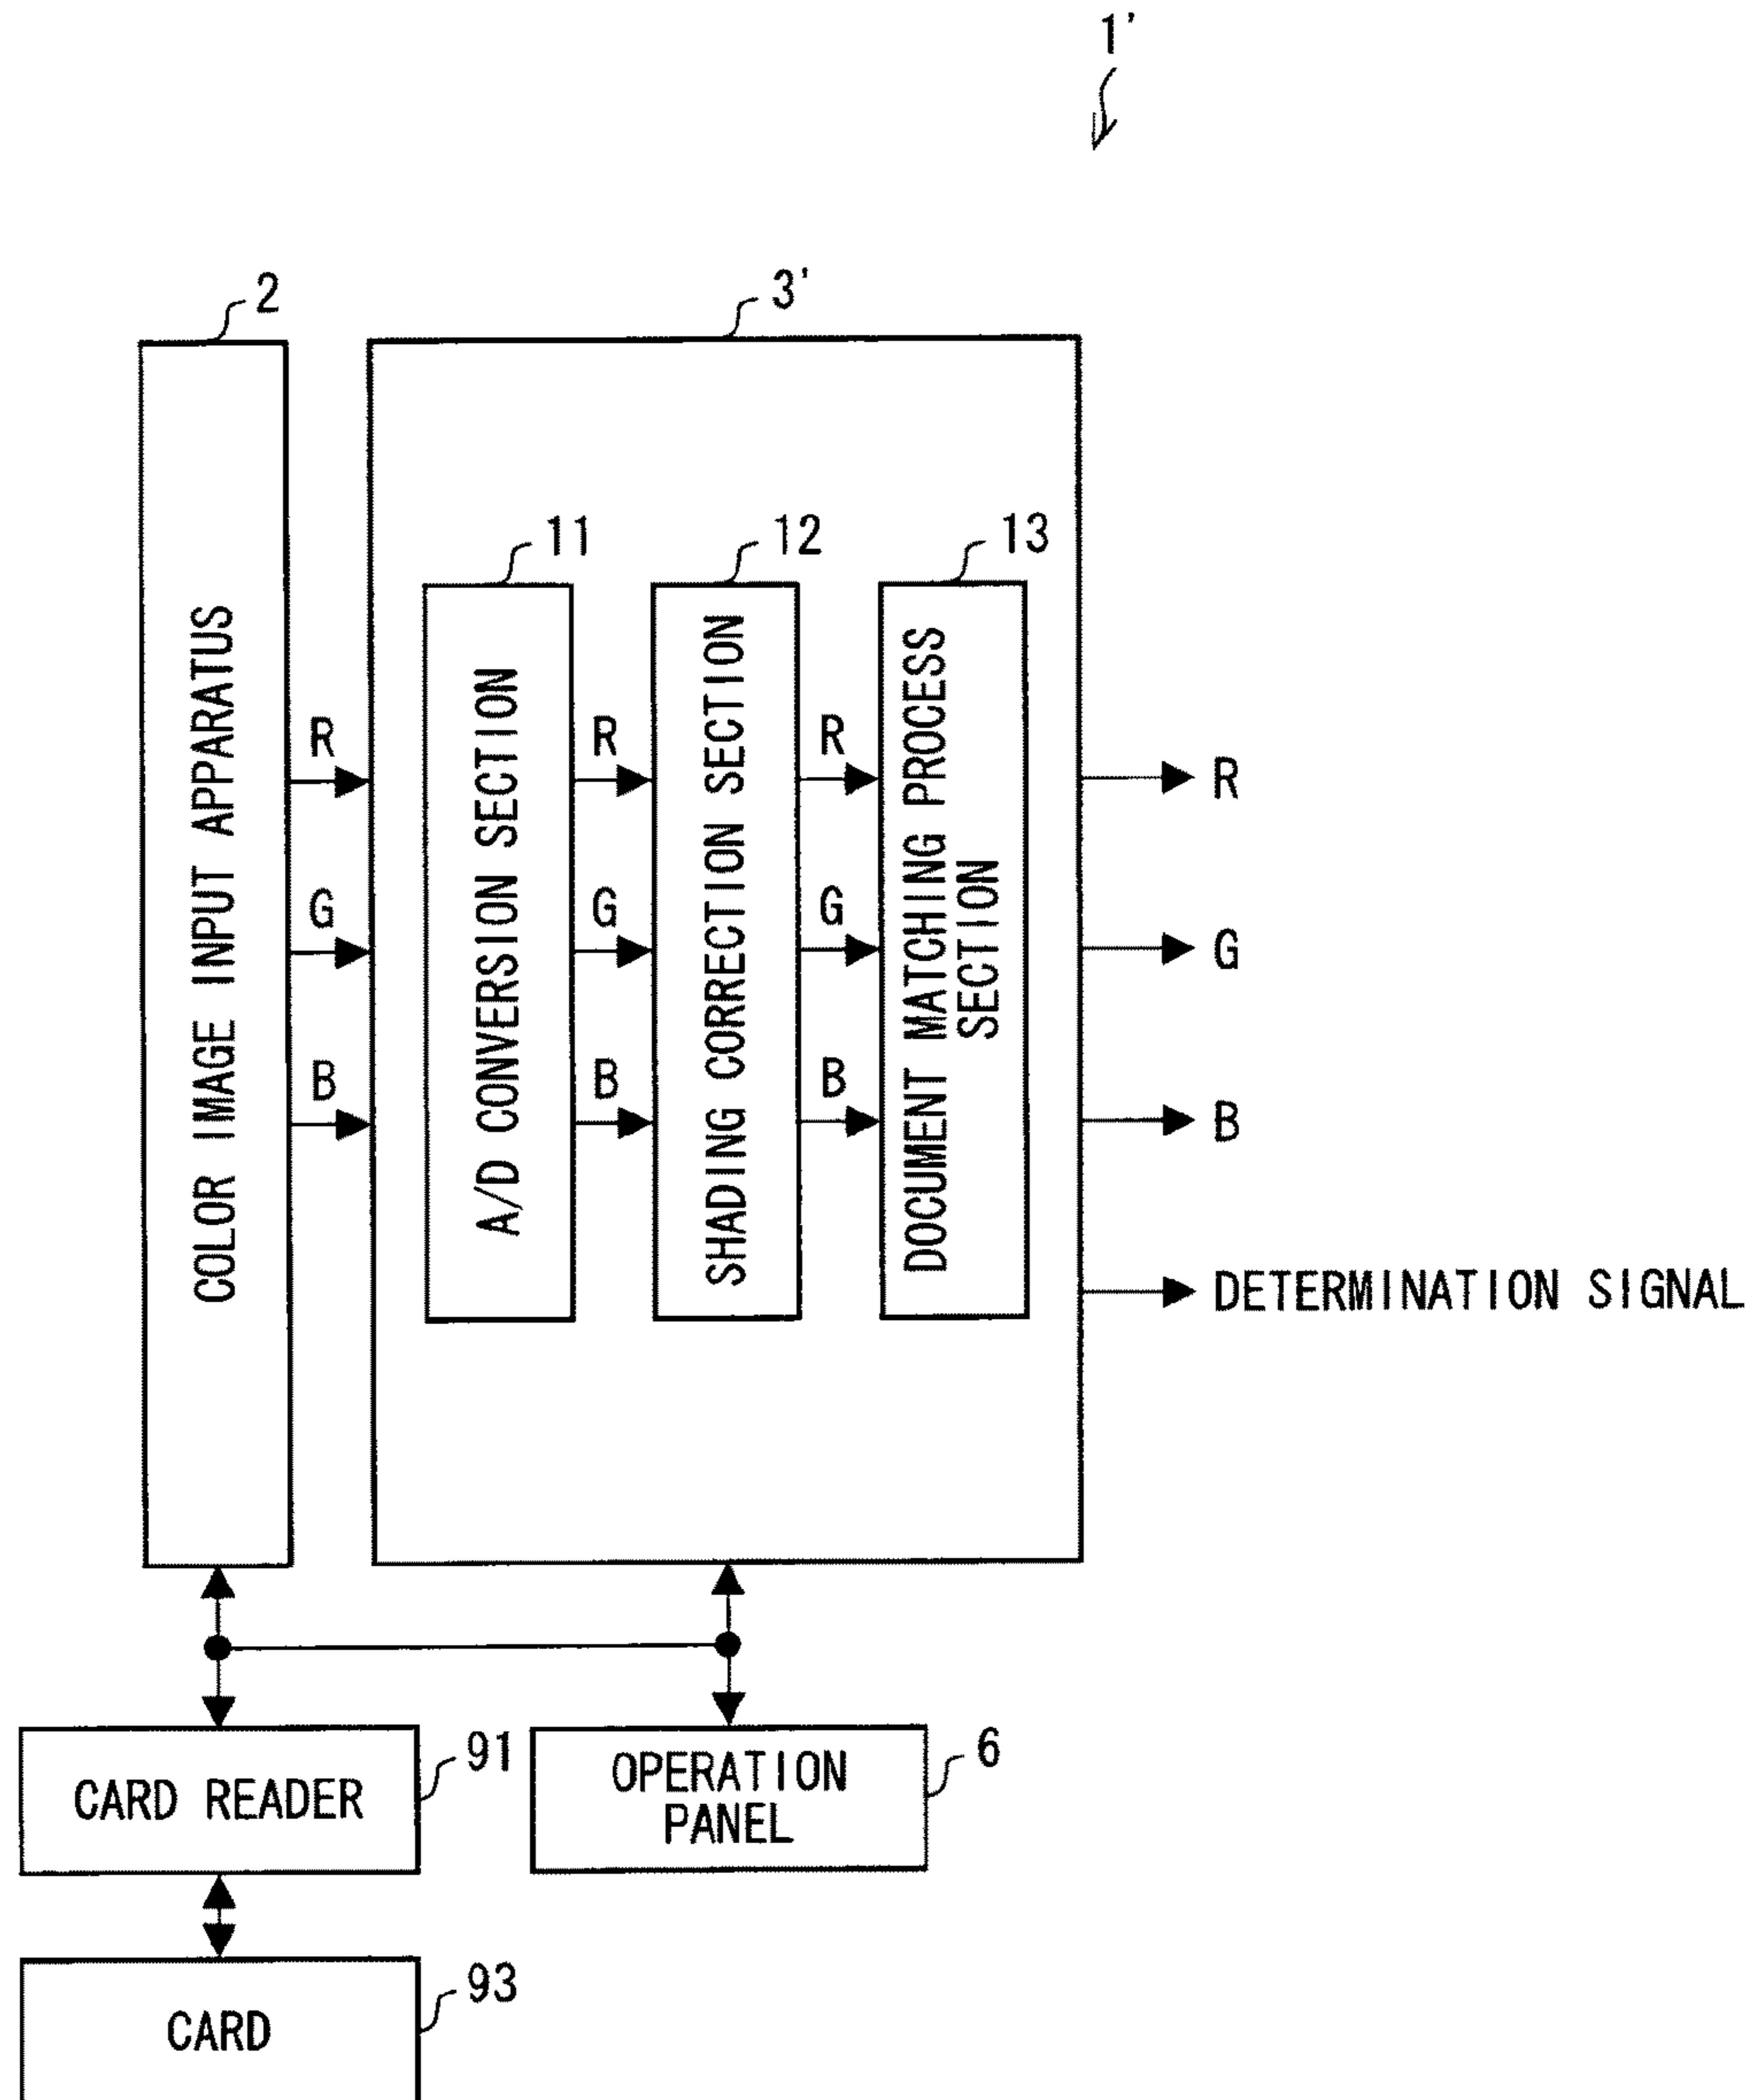 1'
2
3'
11
12
13
COLOR IMAGE INPUT APPARATUS
R
G
B
A/D CONVERSION SECTION
R
G
B
SHADING CORRECTION SECTION
R
G
B
DOCUMENT MATCHING PROCESS
SECTION
R
G
B
DETERMINATION SIGNAL
CARD READER
91
OPERATION
PANEL
6
CARD
93